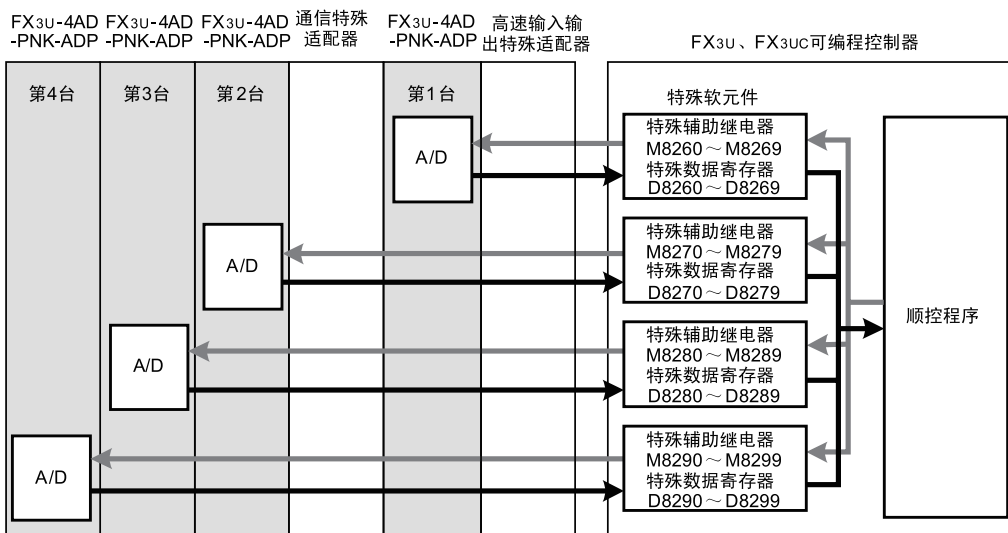 FX3U-4AD
-PNK-ADP
FX3U-4AD
-PNK-ADP
FX3U-4AD
-PNK-ADP
通信特殊
适配器
FX3U-4AD
-PNK-ADP
高速输入输
出特殊适配器
FX3U、FX3UC可编程控制器
第4台
第3台
第2台
第1台
特殊软元件
A/D
特殊辅助继电器
M8260～M8269
特殊数据寄存器
D8260～D8269
A/D
特殊辅助继电器
M8270～M8279
特殊数据寄存器
D8270～D8279
顺控程序
A/D
特殊辅助继电器
M8280～M8289
特殊数据寄存器
D8280～D8289
A/D
特殊辅助继电器
M8290～M8299
特殊数据寄存器
D8290～D8299